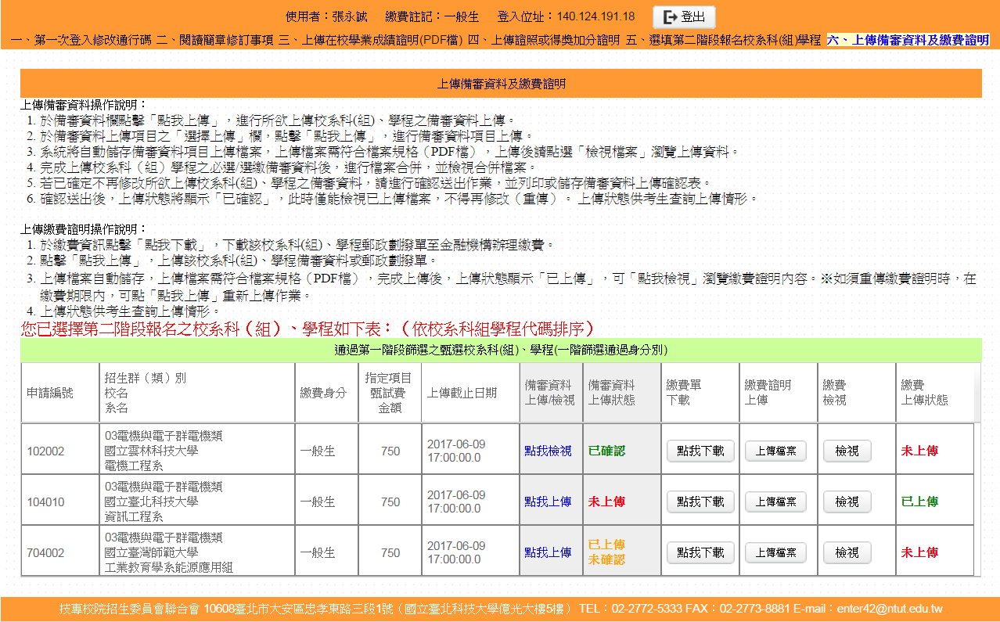 使用者：張永誠 繳費註記：一般生 登入位址：140.124.191.18 登出
一、第一次登入修改通行碼 二、閱讀簡章修訂事項 三、上傳在校學業成績證明(PDF檔) 四、上傳證照或得獎加分證明 五、選填第二階段報名校系科(組)學程 六、上傳備審資料及繳費證明
上傳備審資料及繳費證明
上傳備審資料操作說明：
1. 於備審資料欄點擊「點我上傳」，進行所欲上傳校系科(組)、學程之備審資料上傳。
2. 於備審資料上傳項目之「選擇上傳」欄，點擊「點我上傳」，進行備審資料項目上傳。
3. 系統將自動儲存備審資料項目上傳檔案，上傳檔案需符合檔案規格（PDF檔），上傳後請點選「檢視檔案」瀏覽上傳資料。
4. 完成上傳校系科（組）學程之必選/選繳備審資料後，進行檔案合併，並檢視合併檔案。
5. 若已確定不再修改所欲上傳校系科(組)、學程之備審資料，請進行確認送出作業，並列印或儲存備審資料上傳確認表。
6. 確認送出後，上傳狀態將顯示「已確認」，此時僅能檢視已上傳檔案，不得再修改（重傳）。 上傳狀態供考生查詢上傳情形。
上傳繳費證明操作說明：
1. 於繳費資訊點擊「點我下載」，下載該校系科(組)、學程郵政劃撥單至金融機構辦理繳費。
2. 點擊「點我上傳」，上傳該校系科(組)、學程備審資料或郵政劃撥單。
3. 上傳檔案自動儲存，上傳檔案需符合檔案規格（PDF檔），完成上傳後，上傳狀態顯示「已上傳」，可「點我檢視」瀏覽繳費證明內容。※如須重傳繳費證明時，在
繳費期限內，可點「點我上傳」重新上傳作業。
4. 上傳狀態供考生查詢上傳情形。
您已選擇第二階段報名之校系科（組）、學程如下表：（依校系科組學程代碼排序）
通過第一階段篩選之甄選校系科(組)、學程(一階篩選通過身分別)
申請編號
招生群（類）別
校名
系名
繳費身分
指定項目
甄試費
金額
上傳截止日期
備審資料
上傳/檢視
備審資料
上傳狀態
繳費單
下載
繳費證明
上傳
繳費
檢視
繳費
上傳狀態
102002
03電機與電子群電機類
國立雲林科技大學
電機工程系
一般生
750
2017-06-09
17:00:00.0
點我檢視
已確認
點我下載
上傳檔案
檢視
未上傳
104010
03電機與電子群電機類
國立臺北科技大學
資訊工程系
一般生
750
2017-06-09
17:00:00.0
點我上傳
未上傳
點我下載
上傳檔案
檢視
已上傳
704002
03電機與電子群電機類
國立臺灣師範大學
工業教育學系能源應用組
一般生
750
2017-06-09
17:00:00.0
點我上傳
已上傳
未確認
點我下載
上傳檔案
檢視
未上傳
技專校院招生委員會聯合會 10608臺北市大安區忠孝東路三段1號（國立臺北科技大學億光大樓5樓） TEL：02-2772-5333 FAX：02-2773-8881 E-mail：enter42@ntut.edu.tw